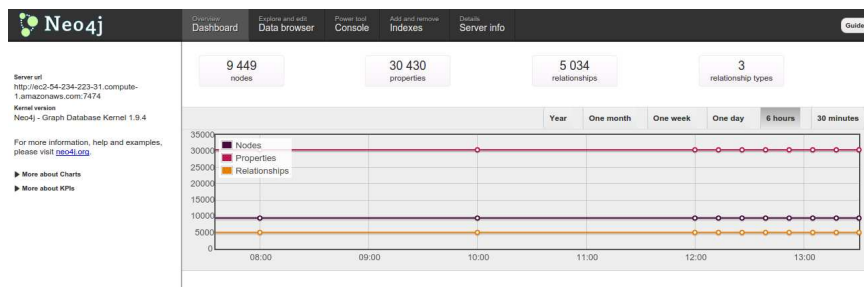 Neo4j
Overview
Dashboard
Explore and edit
Data browser
Power tool
Console
Add and remove
Indexes
Details
Server info
Guide
Server url
http://ec2-54-234-223-31.compute-
1.amazonaws.com:7474
Kernel version
Neo4j - Graph Database Kernel 1.9.4
For more information, help and examples,
please visit neo4j.org.
More about Charts
More about KPIs
9 449
nodes
30 430
properties
5 034
relationships
3
relationship types
Year
One month
One week
One day
6 hours
30 minutes
35000
30000
25000
20000
15000
10000
5000
0
Nodes
Properties
Relationships
08:00
09:00
10:00
11:00
12:00
13:00